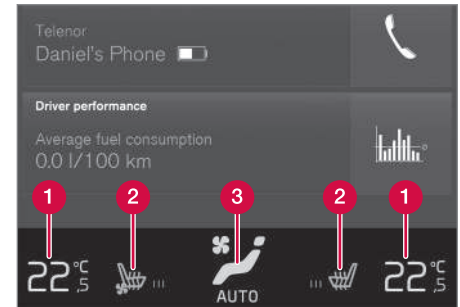 Telenor
Daniel's Phone
Driver performance
Average fuel consumption
0.0 l/100 km
1 2 3 2 1
22 °C ,5 AUTO 22 °C ,5